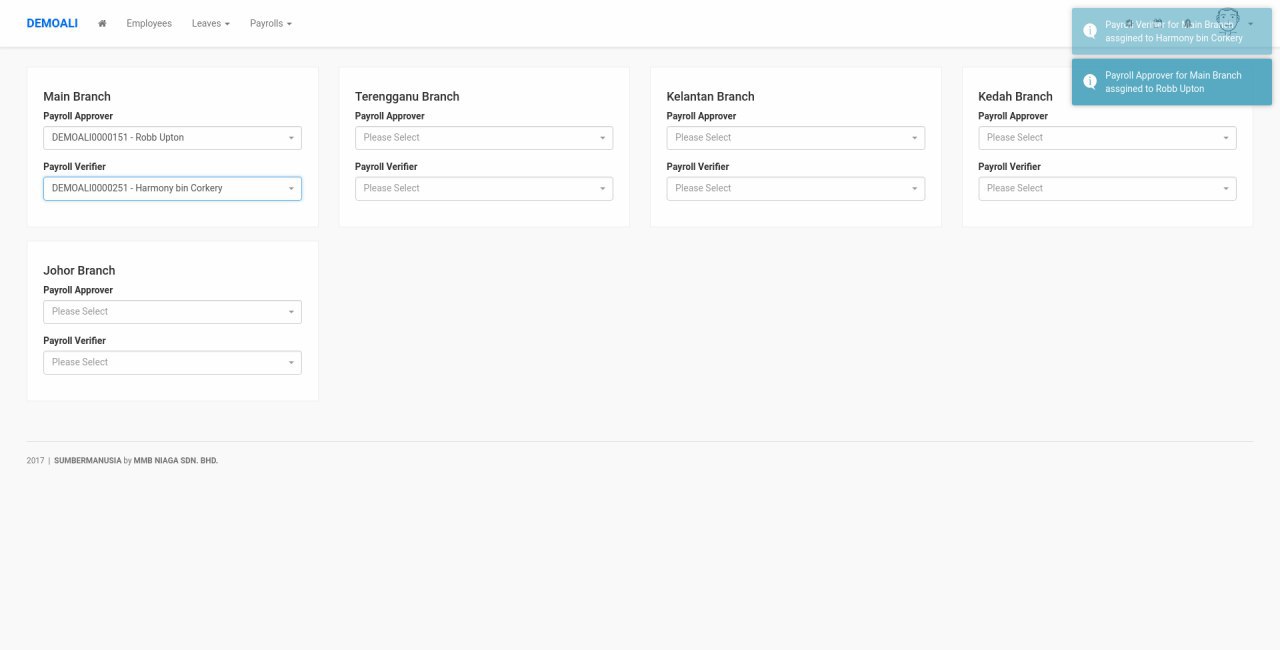 DEMOALI Employees Leaves Payrolls
Payroll Verifier for Main Branch
assgined to Harmony bin Corkery
Payroll Approver for Main Branch
assgined to Robb Upton
Main Branch
Payroll Approver
DEMOALI0000151 - Robb Upton
Payroll Verifier
DEMOALI0000251 - Harmony bin Corkery
Terengganu Branch
Payroll Approver
Please Select
Payroll Verifier
Please Select
Kelantan Branch
Payroll Approver
Please Select
Payroll Verifier
Please Select
Kedah Branch
Payroll Approver
Please Select
Payroll Verifier
Please Select
Johor Branch
Payroll Approver
Please Select
Payroll Verifier
Please Select
2017 | SUMBERMANUSIA by MMB NIAGA SDN. BHD.